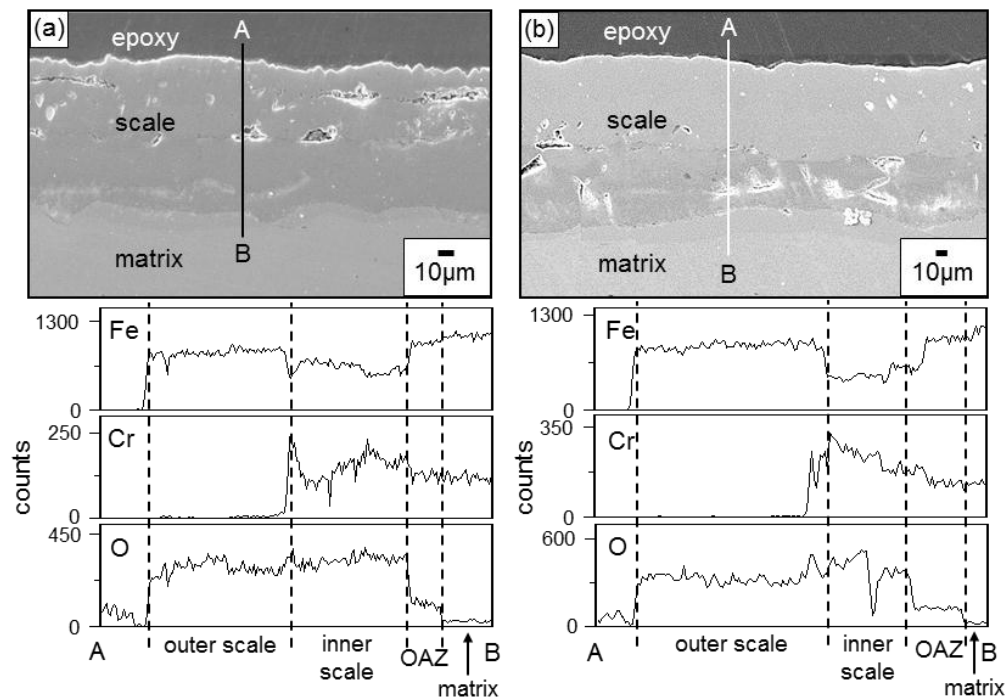 (a)
epoxy
A
scale
B
matrix
10μm
(b)
epoxy
A
scale
B
matrix
10μm
1300
Fe
0
250
Cr
0
450
O
0
counts
A
outer scale
inner
scale
OAZ
B
matrix
1300
Fe
0
350
Cr
0
600
O
0
counts
A
outer scale
inner
scale
OAZ
B
matrix